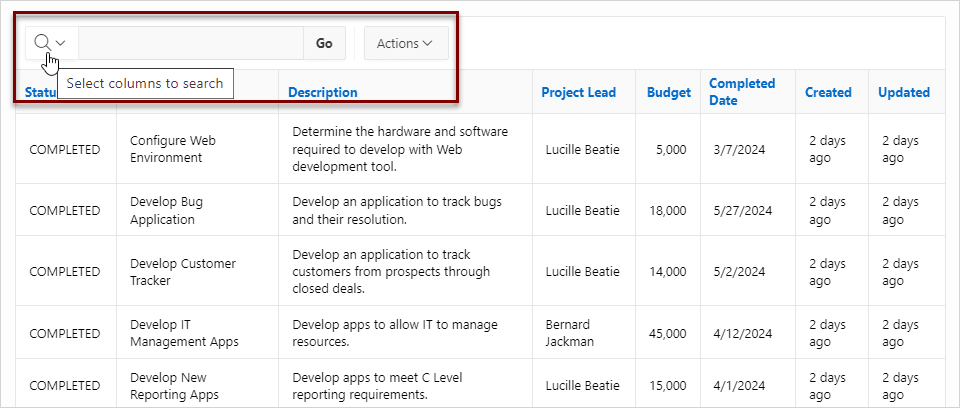 Go
Actions
Select columns to search
Status Description Project Lead Budget Completed Date Created Updated
COMPLETED
Configure Web
Environment
Determine the hardware and software
required to develop with Web
development tool.
Lucille Beatie
5,000
3/7/2024
2 days
ago
2 days
ago
COMPLETED
Develop Bug
Application
Develop an application to track bugs
and their resolution.
Lucille Beatie
18,000
5/27/2024
2 days
ago
2 days
ago
COMPLETED
Develop Customer
Tracker
Develop an application to track
customers from prospects through
closed deals.
Lucille Beatie
14,000
5/2/2024
2 days
ago
2 days
ago
COMPLETED
Develop IT
Management Apps
Develop apps to allow IT to manage
resources.
Bernard
Jackman
45,000
4/12/2024
2 days
ago
2 days
ago
COMPLETED
Develop New
Reporting Apps
Develop apps to meet C Level
reporting requirements.
Lucille Beatie
15,000
4/1/2024
2 days
ago
2 days
ago